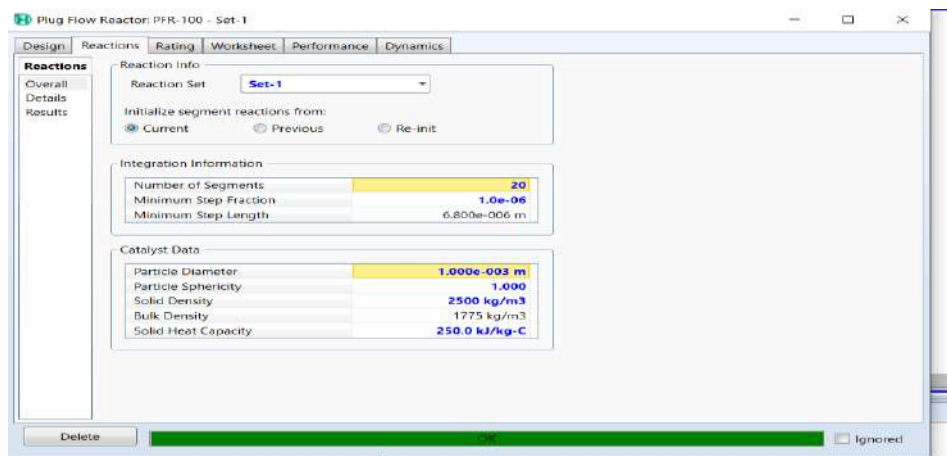 Plug Flow Reactor: PFR-100 - Set-1
Design Reactions Rating Worksheet Performance Dynamics
Reactions
Overall
Details
Results
Reaction Info
Reaction Set Set-1
Initialize segment reactions from:
Current Previous Re-init
Integration Information
Number of Segments 20
Minimum Step Fraction 1.0e-06
Minimum Step Length 6.800e-006 m
Catalyst Data
Particle Diameter 1.000e-003 m
Particle Sphericity 1.000
Solid Density 2500 kg/m3
Bulk Density 1775 kg/m3
Solid Heat Capacity 250.0 kJ/kg-C
Delete OK Ignored